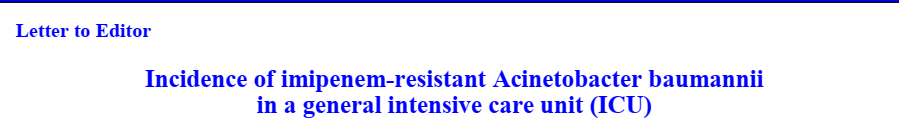 Letter to Editor
Incidence of imipenem-resistant Acinetobacter baumannii
in a general intensive care unit (ICU)